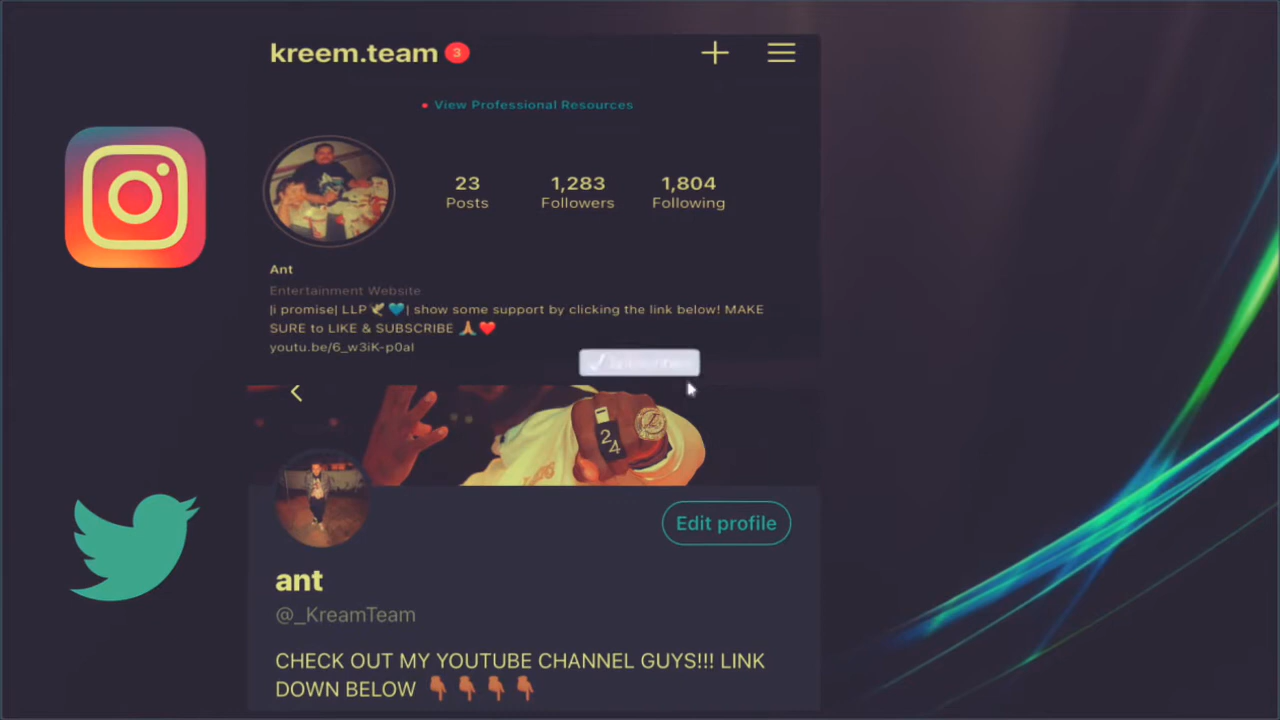 kreem.team 3
View Professional Resources
23 1,283 1,804
Posts Followers Following
Ant
Entertainment Website
|i promise| LLP 🕊💙| show some support by clicking the link below! MAKE
SURE to LIKE & SUBSCRIBE 🙏❤️
youtu.be/6_w3iK-p0aI
24
Edit profile
ant
@_KreamTeam
CHECK OUT MY YOUTUBE CHANNEL GUYS!!! LINK
DOWN BELOW 👇👇👇👇